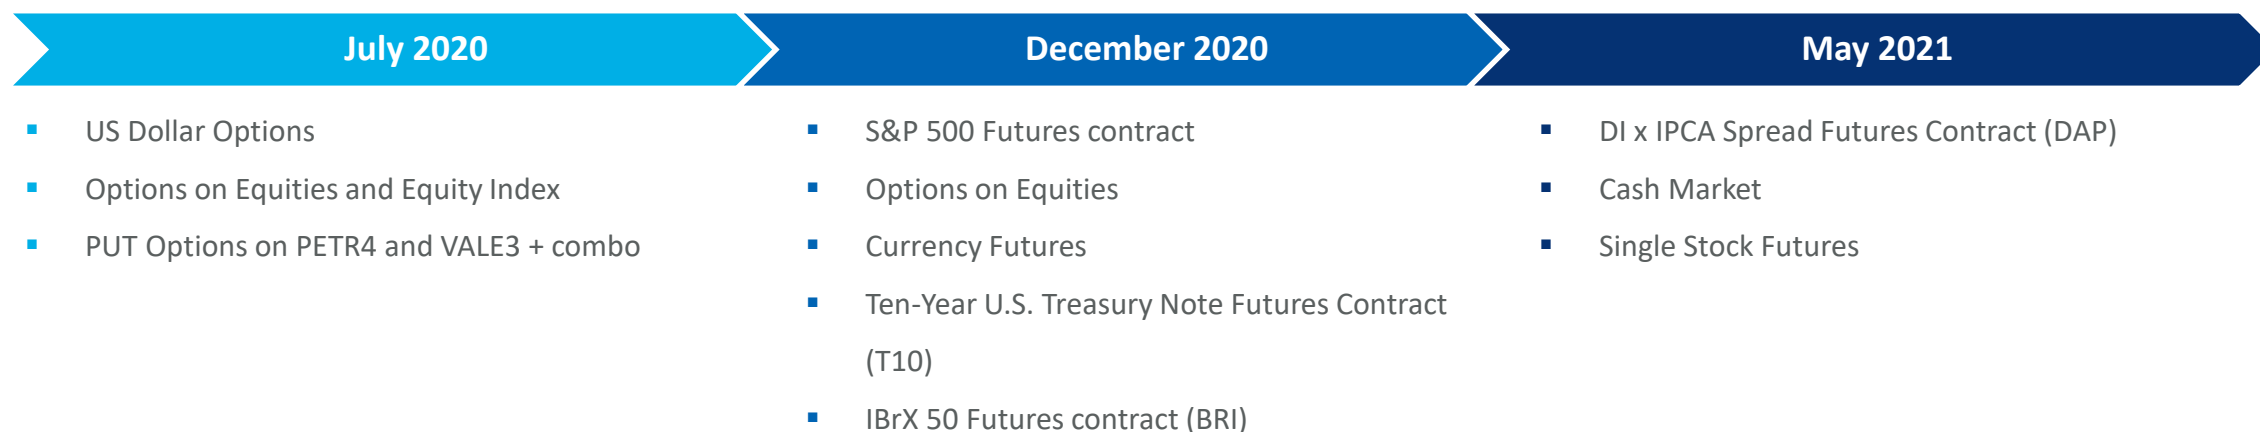 July 2020
US Dollar Options
Options on Equities and Equity Index
PUT Options on PETR4 and VALE3 + combo
December 2020
S&P 500 Futures contract
Options on Equities
Currency Futures
Ten-Year U.S. Treasury Note Futures Contract
(T10)
IBrX 50 Futures contract (BRI)
May 2021
DI x IPCA Spread Futures Contract (DAP)
Cash Market
Single Stock Futures